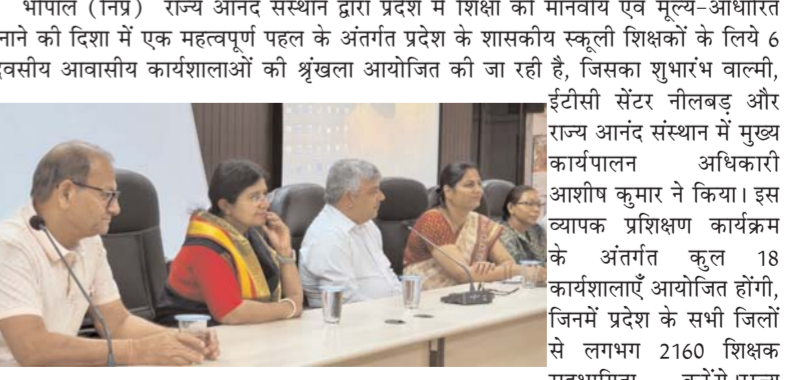 भोपाल (निप्र) राज्य आनंद संस्थान द्वारा प्रदेश में शिक्षा को मानवीय एवं मूल्य-आधारित
नाने की दिशा में एक महत्वपूर्ण पहल के अंतर्गत प्रदेश के शासकीय स्कूली शिक्षकों के लिये 6
वसीय आवासीय कार्यशालाओं की श्रृंखला आयोजित की जा रही है, जिसका शुभारंभ वाल्मी,
ईटीसी सेंटर नीलबड़ और
राज्य आनंद संस्थान में मुख्य
कार्यपालन अधिकारी
आशीष कुमार ने किया। इस
व्यापक प्रशिक्षण कार्यक्रम
के अंतर्गत कुल 18
कार्यशालाएँ आयोजित होंगी,
जिनमें प्रदेश के सभी जिलों
से लगभग 2160 शिक्षक